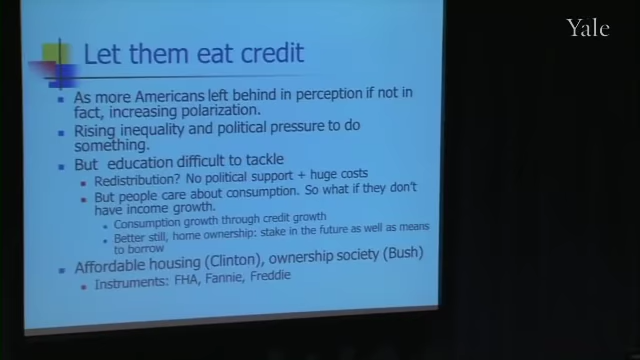 Yale
Let them eat credit
As more Americans left behind in perception if not in
fact, increasing polarization.
Rising inequality and political pressure to do
something.
But education difficult to tackle
Redistribution? No political support + huge costs
But people care about consumption. So what if they don't
have income growth.
Consumption growth through credit growth
Better still, home ownership: stake in the future as well as means
to borrow
Affordable housing (Clinton), ownership society (Bush)
Instruments: FHA, Fannie, Freddie